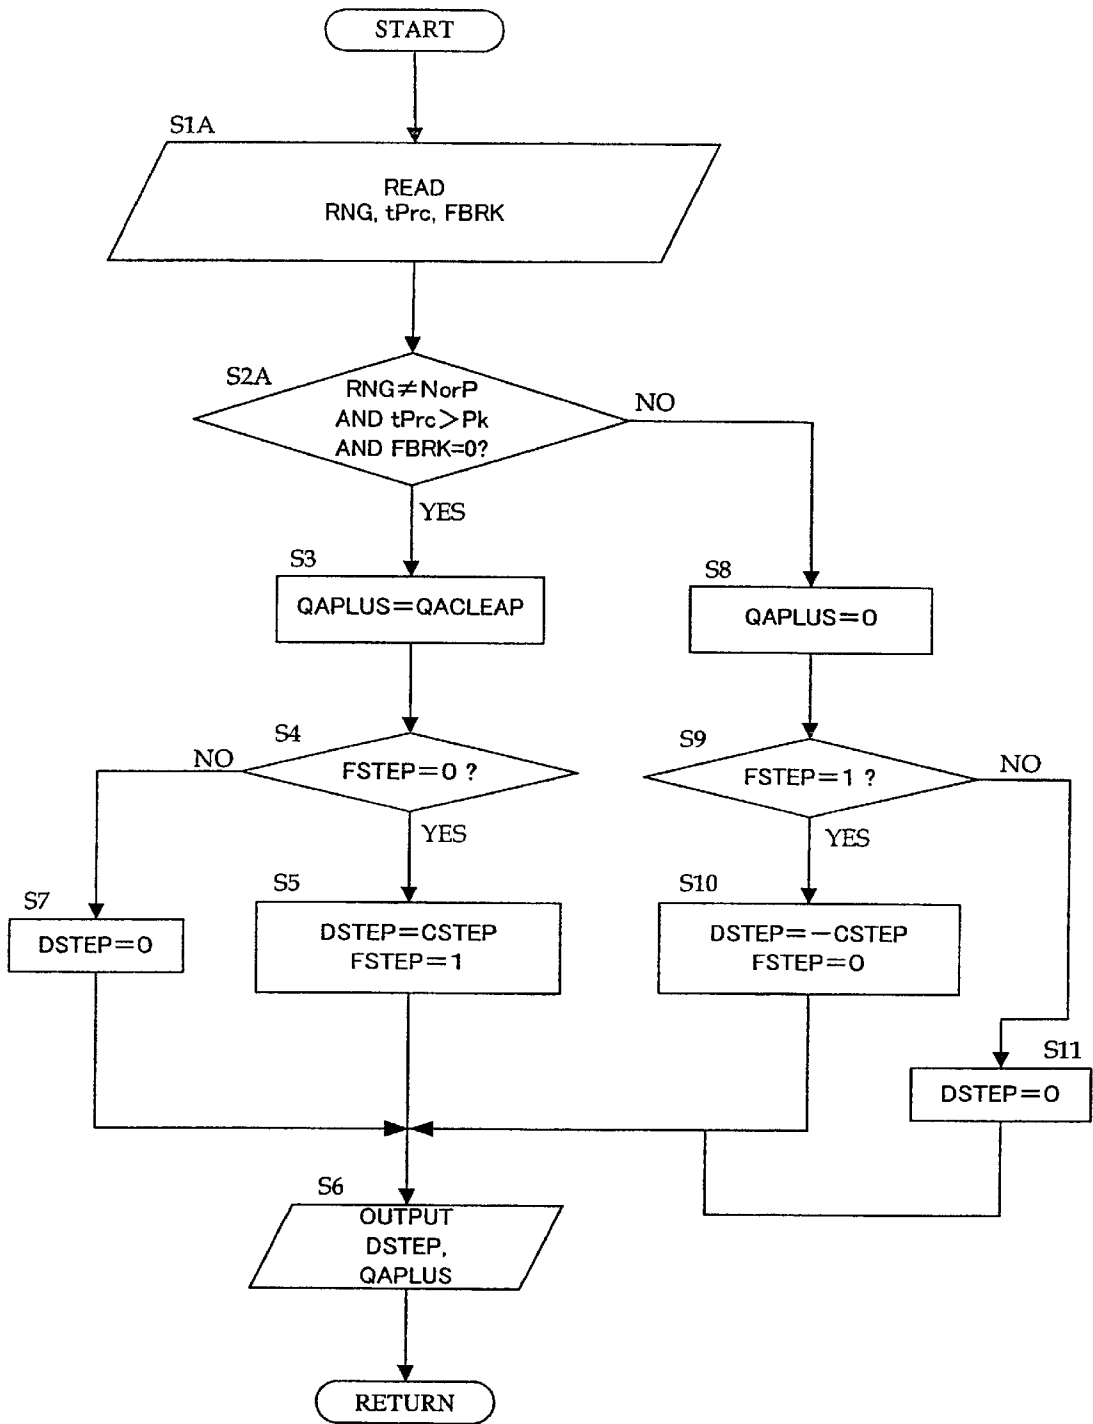 START
S1A
READ
RNG, tPrc, FBRK
S2A
RNG≠NorP
AND tPrc>Pk
AND FBRK=0?
NO
YES
S3
QAPLUS=QACLEAP
S8
QAPLUS=0
S4
NO
FSTEP=0 ?
YES
S9
FSTEP=1 ?
NO
YES
S7
DSTEP=0
S5
DSTEP=CSTEP
FSTEP=1
S10
DSTEP=-CSTEP
FSTEP=0
S11
DSTEP=0
S6
OUTPUT
DSTEP,
QAPLUS
RETURN